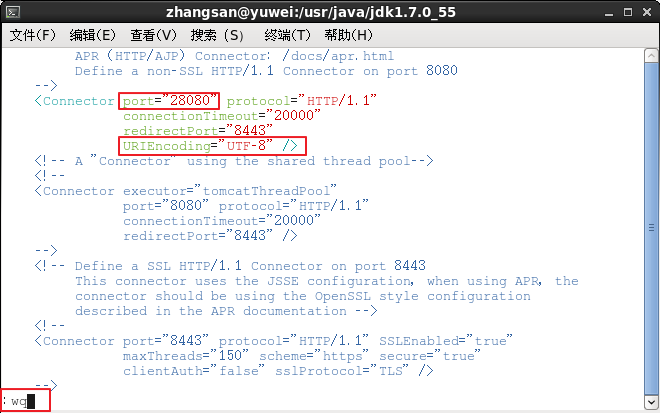 zhangsan@yuwei:/usr/java/jdk1.7.0_55
文件(F) 编辑(E) 查看(V) 搜索 (S) 终端(T) 帮助(H)
APR (HTTP/AJP) Connector: /docs/apr.html
Define a non-SSL HTTP/1.1 Connector on port 8080
-->
<Connector port="28080" protocol="HTTP/1.1"
connectionTimeout="20000"
redirectPort="8443"
URIEncoding="UTF-8" />
<!-- A "Connector" using the shared thread pool-->
<!--
<Connector executor="tomcatThreadPool"
port="8080" protocol="HTTP/1.1"
connectionTimeout="20000"
redirectPort="8443" />
-->
<!-- Define a SSL HTTP/1.1 Connector on port 8443
This connector uses the JSSE configuration, when using APR, the
connector should be using the OpenSSL style configuration
described in the APR documentation -->
<!--
<Connector port="8443" protocol="HTTP/1.1" SSLEnabled="true"
maxThreads="150" scheme="https" secure="true"
clientAuth="false" sslProtocol="TLS" />
-->
:wq